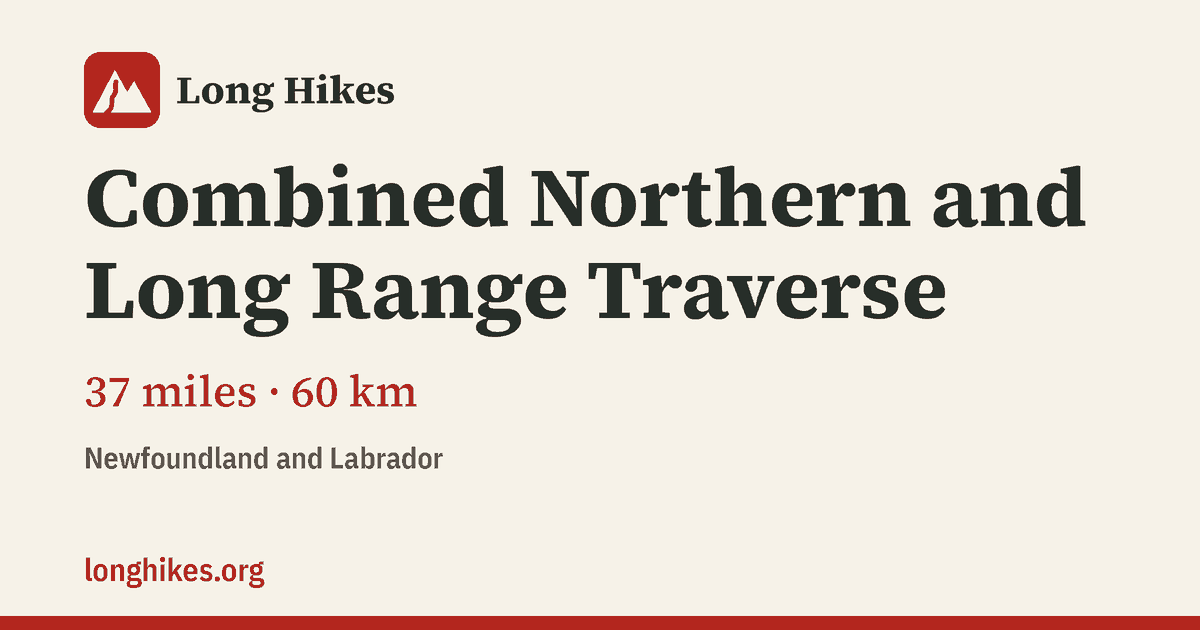 Long Hikes
Combined Northern and
Long Range Traverse
37 miles · 60 km
Newfoundland and Labrador
longhikes.org